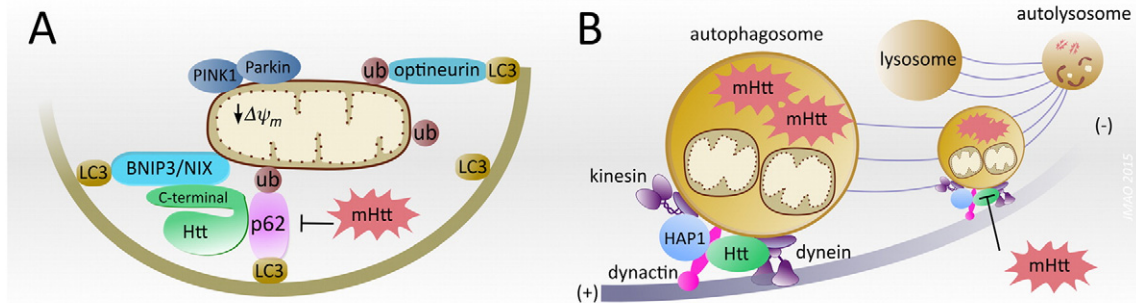 A
PINK1
Parkin
ub
optineurin
LC3
↓Δψm
ub
LC3
BNIP3/NIX
LC3
ub
C-terminal
Htt
p62
mHtt
LC3
B
autophagosome
autolysosome
lysosome
mHtt
mHtt
(-)
kinesin
HAP1
Htt
dynein
dynactin
mHtt
(+)